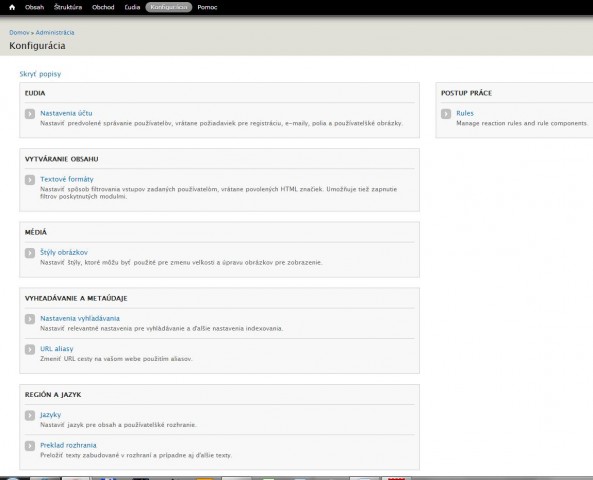 Obsah Štruktúra Obchod Ľudia Konfigurácia Pomoc
Domov » Administrácia
Konfigurácia
Skryť popisy
ĽUDIA
Nastavenia účtu
Nastaviť predvolené správanie používateľov, vrátane požiadaviek pre registráciu, e-maily, polia a používateľské obrázky.
VYTVÁRANIE OBSAHU
Textové formáty
Nastaviť spôsob filtrovania vstupov zadaných používateľom, vrátane povolených HTML značiek. Umožňuje tiež zapnutie
filtrov poskytnutých modulmi.
MÉDIÁ
Štýly obrázkov
Nastaviť štýly, ktoré môžu byť použité pre zmenu veľkosti a úpravu obrázkov pre zobrazenie.
VYHĽADÁVANIE A METAÚDAJE
Nastavenia vyhľadávania
Nastaviť relevantné nastavenia pre vyhľadávanie a ďalšie nastavenia indexovania.
URL aliasy
Zmeniť URL cesty na vašom webe použitím aliasov.
REGIÓN A JAZYK
Jazyky
Nastaviť jazyk pre obsah a používateľské rozhranie.
Preklad rozhrania
Preložiť texty zabudované v rozhraní a prípadne aj ďalšie texty.
POSTUP PRÁCE
Rules
Manage reaction rules and rule components.